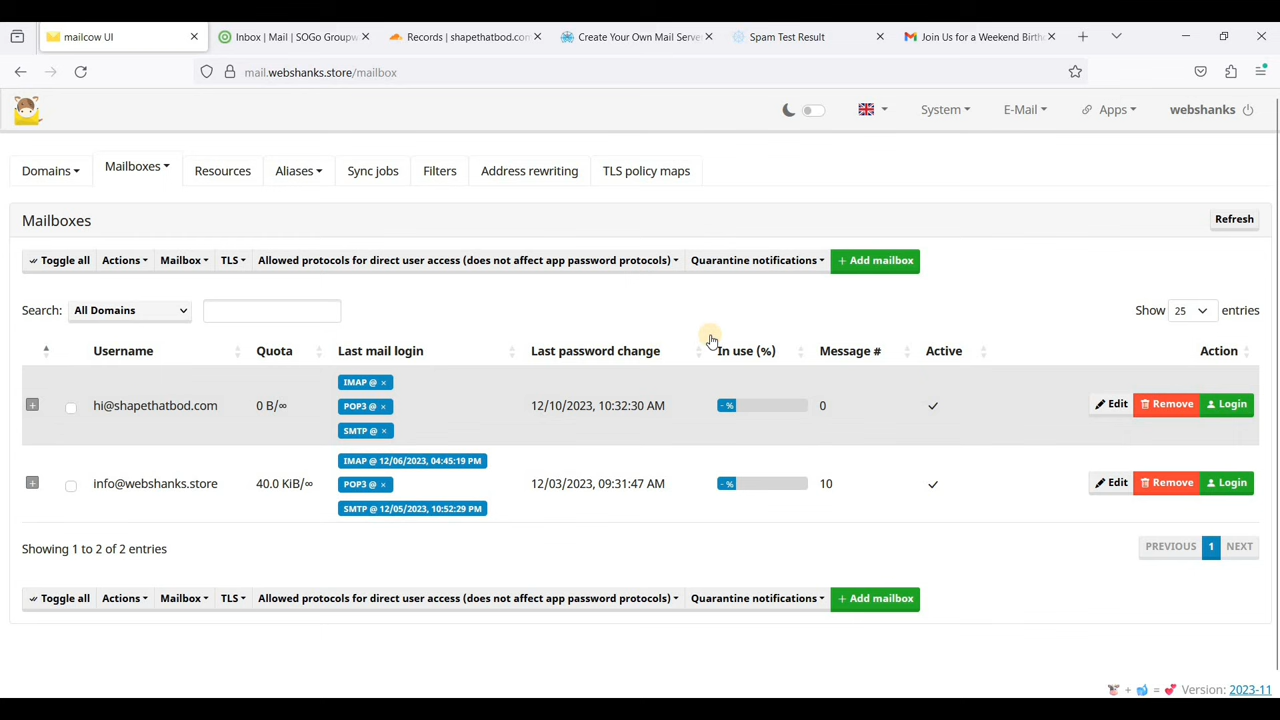 mailcow UI
Inbox | Mail | SOGo Groupw
Records | shapethatbod.com
Create Your Own Mail Serve
Spam Test Result
Join Us for a Weekend Birth
mail.webshanks.store/mailbox
System
E-Mail
Apps
webshanks
Domains
Mailboxes
Resources
Aliases
Sync jobs
Filters
Address rewriting
TLS policy maps
Mailboxes
Refresh
Toggle all
Actions
Mailbox
TLS
Allowed protocols for direct user access (does not affect app password protocols)
Quarantine notifications
+ Add mailbox
Search:
All Domains
Show 25 entries
Username
Quota
Last mail login
Last password change
In use (%)
Message #
Active
Action
hi@shapethatbod.com
0 B/∞
IMAP @ ×
POP3 @ ×
SMTP @ ×
12/10/2023, 10:32:30 AM
- %
0
Edit
Remove
Login
info@webshanks.store
40.0 KiB/∞
IMAP @ 12/06/2023, 04:45:19 PM
POP3 @ ×
SMTP @ 12/05/2023, 10:52:29 PM
12/03/2023, 09:31:47 AM
- %
10
Edit
Remove
Login
Showing 1 to 2 of 2 entries
PREVIOUS
1
NEXT
Toggle all
Actions
Mailbox
TLS
Allowed protocols for direct user access (does not affect app password protocols)
Quarantine notifications
+ Add mailbox
🐮 + 🐋 = 💕 Version: 2023-11